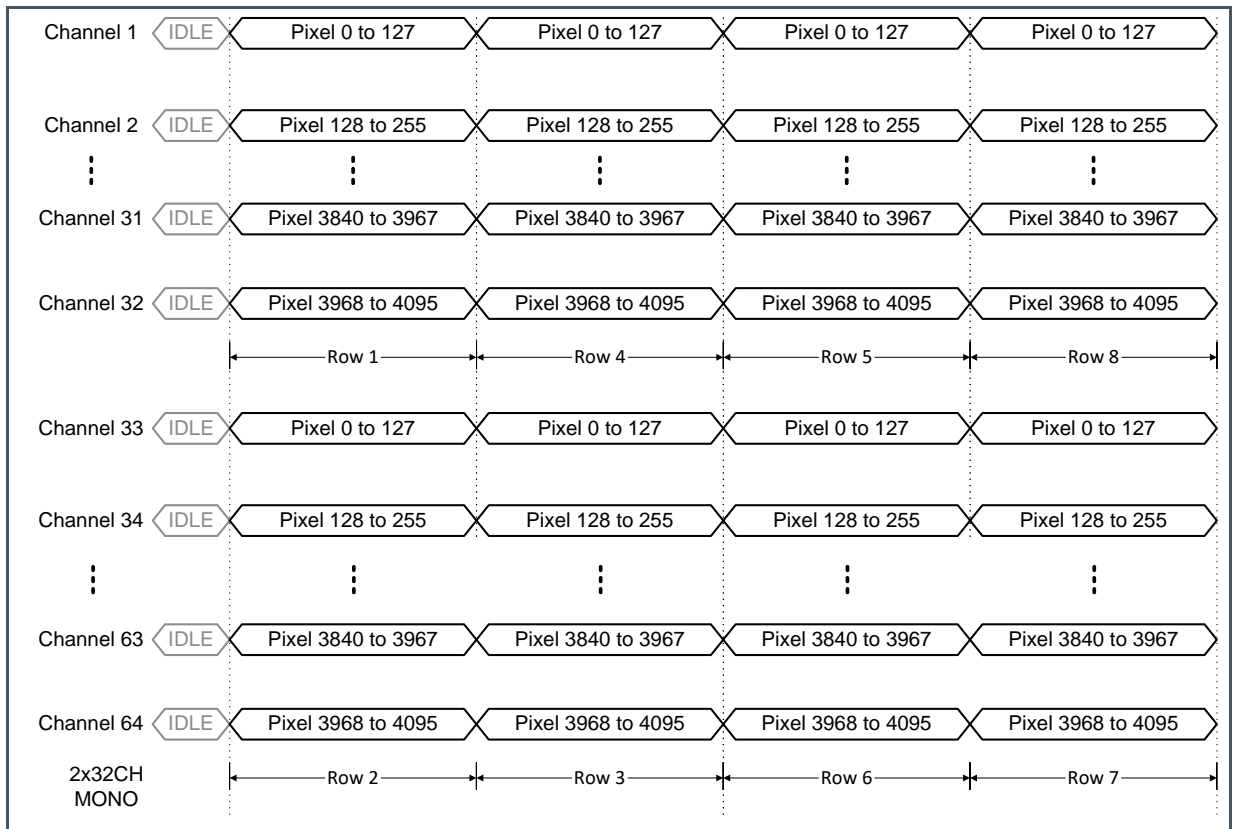 Channel 1 IDLE Pixel 0 to 127 Pixel 0 to 127 Pixel 0 to 127 Pixel 0 to 127
Channel 2 IDLE Pixel 128 to 255 Pixel 128 to 255 Pixel 128 to 255 Pixel 128 to 255
Channel 31 IDLE Pixel 3840 to 3967 Pixel 3840 to 3967 Pixel 3840 to 3967 Pixel 3840 to 3967
Channel 32 IDLE Pixel 3968 to 4095 Pixel 3968 to 4095 Pixel 3968 to 4095 Pixel 3968 to 4095
Row 1 Row 4 Row 5 Row 8
Channel 33 IDLE Pixel 0 to 127 Pixel 0 to 127 Pixel 0 to 127 Pixel 0 to 127
Channel 34 IDLE Pixel 128 to 255 Pixel 128 to 255 Pixel 128 to 255 Pixel 128 to 255
Channel 63 IDLE Pixel 3840 to 3967 Pixel 3840 to 3967 Pixel 3840 to 3967 Pixel 3840 to 3967
Channel 64 IDLE Pixel 3968 to 4095 Pixel 3968 to 4095 Pixel 3968 to 4095 Pixel 3968 to 4095
2x32CH
MONO
Row 2 Row 3 Row 6 Row 7